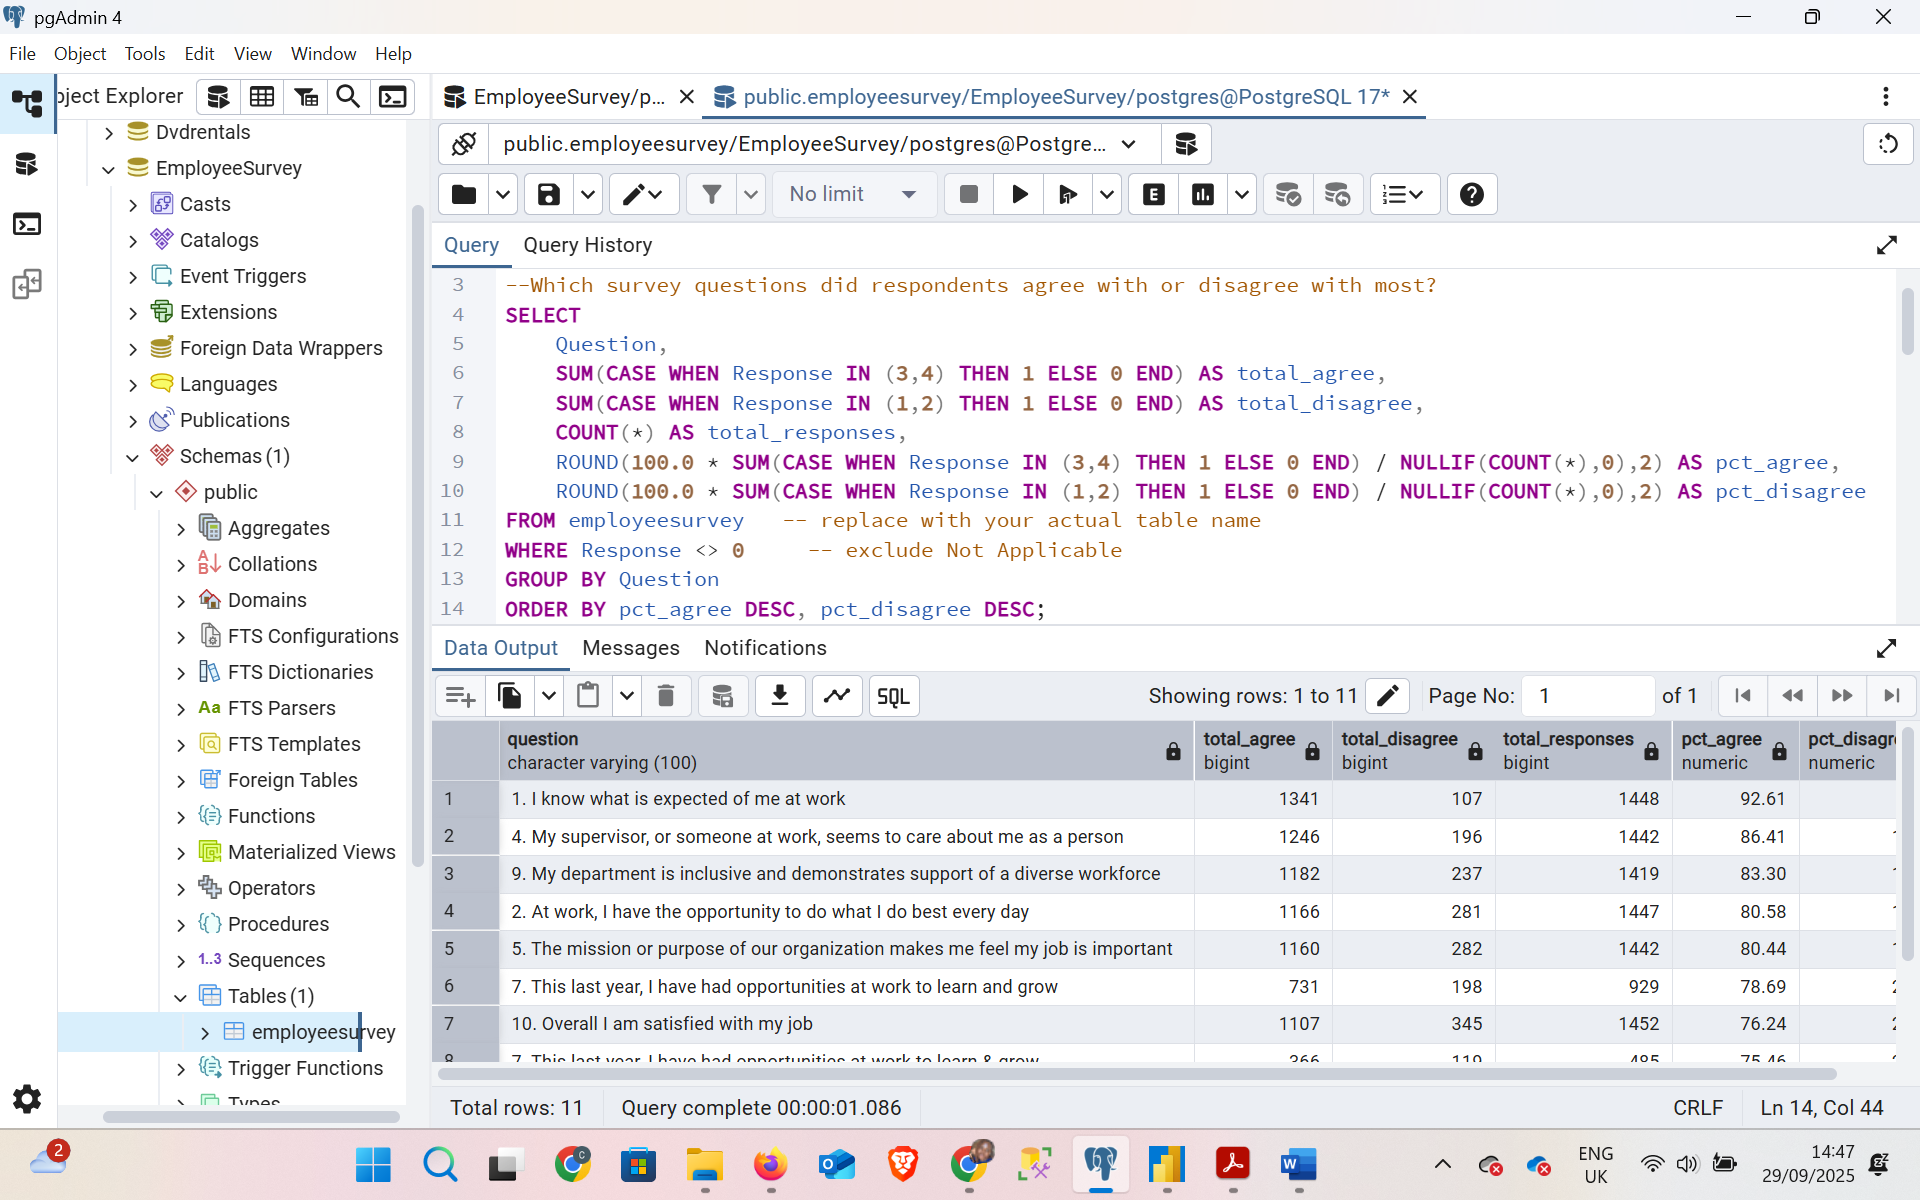 pgAdmin 4
File Object Tools Edit View Window Help
bject Explorer
Dvdrentals
EmployeeSurvey
Casts
Catalogs
Event Triggers
Extensions
Foreign Data Wrappers
Languages
Publications
Schemas (1)
public
Aggregates
Collations
Domains
FTS Configurations
FTS Dictionaries
FTS Parsers
FTS Templates
Foreign Tables
Functions
Materialized Views
Operators
Procedures
1..3 Sequences
Tables (1)
employeesurvey
Trigger Functions
Types
EmployeeSurvey/p...
public.employeesurvey/EmployeeSurvey/postgres@PostgreSQL 17*
public.employeesurvey/EmployeeSurvey/postgres@Postgre...
No limit
Query Query History
3 --Which survey questions did respondents agree with or disagree with most?
4 SELECT
5 Question,
6 SUM(CASE WHEN Response IN (3,4) THEN 1 ELSE 0 END) AS total_agree,
7 SUM(CASE WHEN Response IN (1,2) THEN 1 ELSE 0 END) AS total_disagree,
8 COUNT(*) AS total_responses,
9 ROUND(100.0 * SUM(CASE WHEN Response IN (3,4) THEN 1 ELSE 0 END) / NULLIF(COUNT(*),0),2) AS pct_agree,
10 ROUND(100.0 * SUM(CASE WHEN Response IN (1,2) THEN 1 ELSE 0 END) / NULLIF(COUNT(*),0),2) AS pct_disagree
11 FROM employeesurvey -- replace with your actual table name
12 WHERE Response <> 0 -- exclude Not Applicable
13 GROUP BY Question
14 ORDER BY pct_agree DESC, pct_disagree DESC;
Data Output Messages Notifications
SQL Showing rows: 1 to 11 Page No: 1 of 1
question total_agree total_disagree total_responses pct_agree pct_disagr
character varying (100) bigint bigint bigint numeric numeric
1 1. I know what is expected of me at work 1341 107 1448 92.61
2 4. My supervisor, or someone at work, seems to care about me as a person 1246 196 1442 86.41
3 9. My department is inclusive and demonstrates support of a diverse workforce 1182 237 1419 83.30
4 2. At work, I have the opportunity to do what I do best every day 1166 281 1447 80.58
5 5. The mission or purpose of our organization makes me feel my job is important 1160 282 1442 80.44
6 7. This last year, I have had opportunities at work to learn and grow 731 198 929 78.69
7 10. Overall I am satisfied with my job 1107 345 1452 76.24
8 7. This last year, I have had opportunities at work to learn & grow 366 119 485 75.46
Total rows: 11 Query complete 00:00:01.086 CRLF Ln 14, Col 44
2
ENG
UK
14:47
29/09/2025